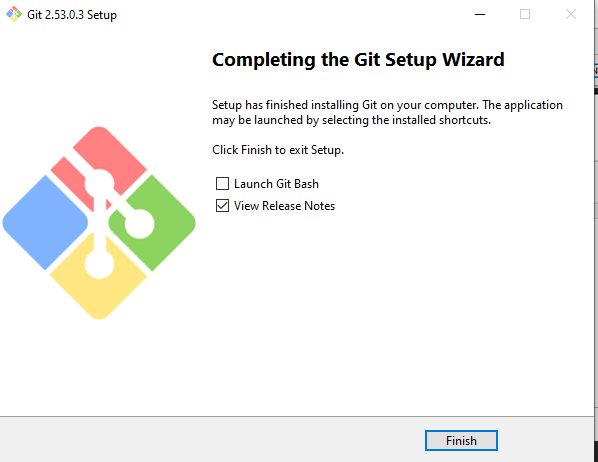 Git 2.53.0.3 Setup
Completing the Git Setup Wizard
Setup has finished installing Git on your computer. The application
may be launched by selecting the installed shortcuts.
Click Finish to exit Setup.
Launch Git Bash
View Release Notes
Finish